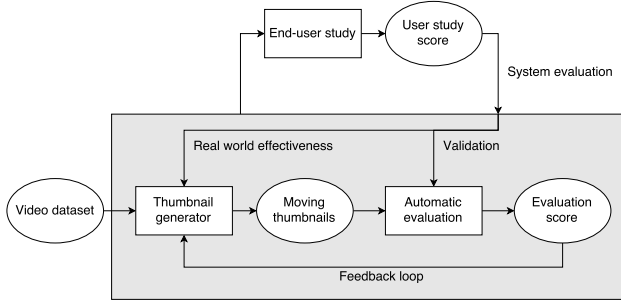 End-user study
User study
score
System evaluation
Real world effectiveness
Validation
Video dataset
Thumbnail
generator
Moving
thumbnails
Automatic
evaluation
Evaluation
score
Feedback loop